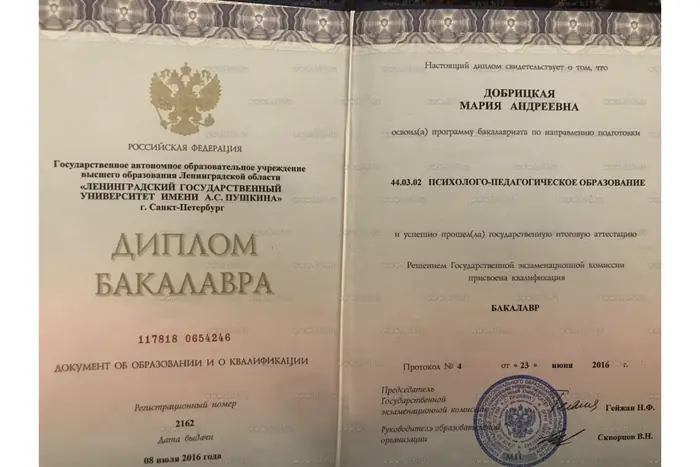 РОССИЙСКАЯ ФЕДЕРАЦИЯ
Государственное автономное образовательное учреждение
высшего образования Ленинградской области
«ЛЕНИНГРАДСКИЙ ГОСУДАРСТВЕННЫЙ
УНИВЕРСИТЕТ ИМЕНИ А.С. ПУШКИНА»
г. Санкт-Петербург
ДИПЛОМ
БАКАЛАВРА
117818 0654246
ДОКУМЕНТ ОБ ОБРАЗОВАНИИ И О КВАЛИФИКАЦИИ
Регистрационный номер
2162
Дата выдачи
08 июля 2016 года
Настоящий диплом свидетельствует о том, что
ДОБРИЦКАЯ
МАРИЯ АНДРЕЕВНА
освоил(а) программу бакалавриата по направлению подготовки
44.03.02 ПСИХОЛОГО-ПЕДАГОГИЧЕСКОЕ ОБРАЗОВАНИЕ
и успешно прошел(ла) государственную итоговую аттестацию
Решением Государственной экзаменационной комиссии
присвоена квалификация
БАКАЛАВР
Протокол № 4 от «23» июня 2016 г.
Председатель
Государственной
экзаменационной комиссии Гейжан Н.Ф.
Руководитель образовательной
организации Скворцов В.Н.
МП